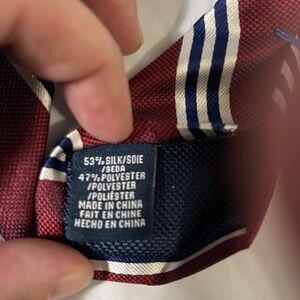 53% SILK/SOIE
/SEDA
47% POLYESTER
/POLYESTER
/POLIÉSTER
MADE IN CHINA
FAIT EN CHINE
HECHO EN CHINA